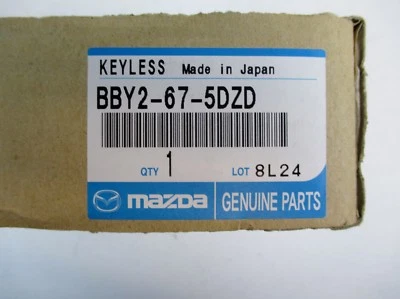 KEYLESS Made in Japan
BBY2-67-5DZD
QTY 1 LOT 8L24
mazda GENUINE PARTS